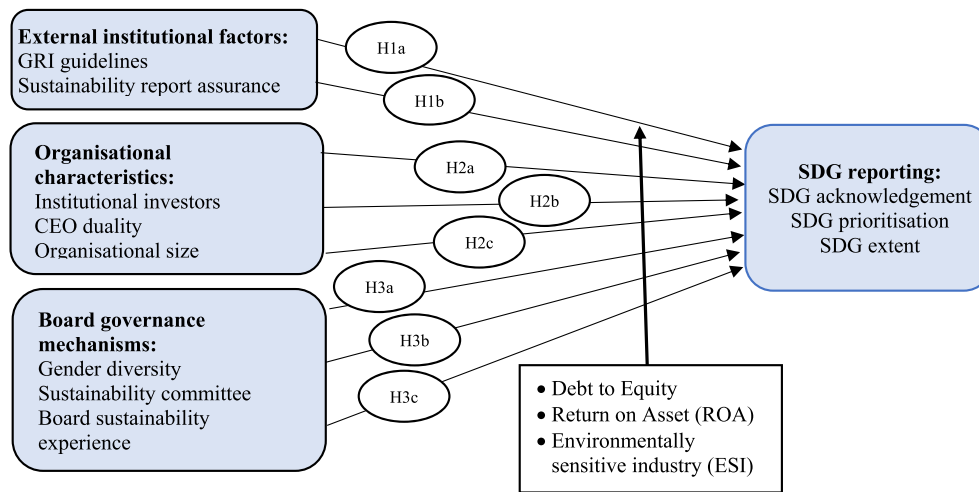 External institutional factors:
GRI guidelines
Sustainability report assurance
H1a
H1b
Organisational
characteristics:
Institutional investors
CEO duality
Organisational size
H2a
H2b
H2c
Board governance
mechanisms:
Gender diversity
Sustainability committee
Board sustainability
experience
H3a
H3b
H3c
SDG reporting:
SDG acknowledgement
SDG prioritisation
SDG extent
• Debt to Equity
• Return on Asset (ROA)
• Environmentally
sensitive industry (ESI)